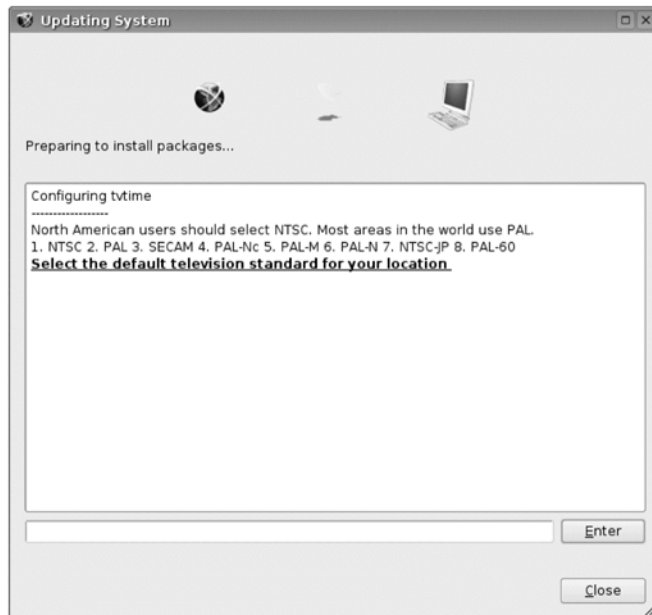 Updating System
Preparing to install packages...
Configuring tvtime
------------------
North American users should select NTSC. Most areas in the world use PAL.
1. NTSC 2. PAL 3. SECAM 4. PAL-Nc 5. PAL-M 6. PAL-N 7. NTSC-JP 8. PAL-60
Select the default television standard for your location
Enter
Close